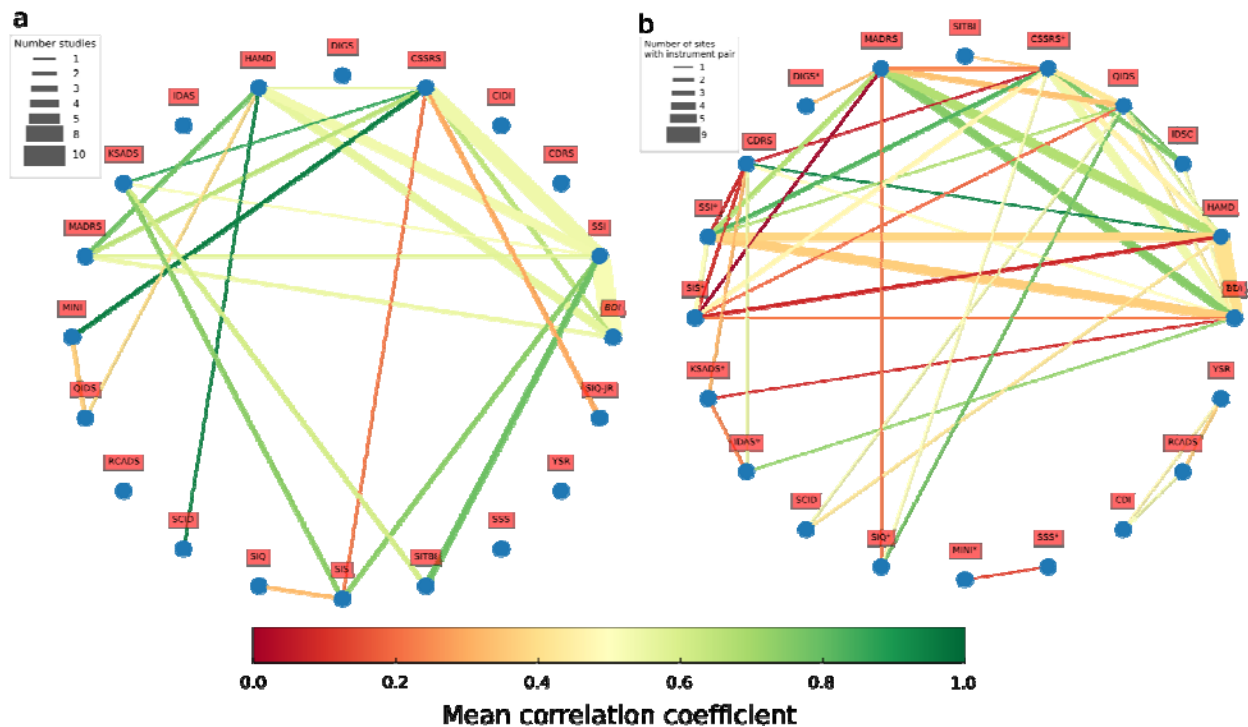 a
Number studies
1
2
3
4
5
8
10
DIGS
HAMD
CSSRS
IDAS
CIDI
KSADS
CDRS
MADRS
SSI
MINI
BDI
QIDS
SIQ-JR
RCADS
YSR
SCID
SSS
SIQ
SIS
SITBI
b
Number of sites
with instrument pair
1
2
3
4
5
9
SITBI
MADRS
CSSRS*
DIGS*
QIDS
CDRS
IDSC
SSI*
HAMD
SIS*
BDI
KSADS*
YSR
IDAS*
RCADS
SCID
CDI
SIQ*
MINI*
SSS*
0.0 0.2 0.4 0.6 0.8 1.0
Mean correlation coefficient